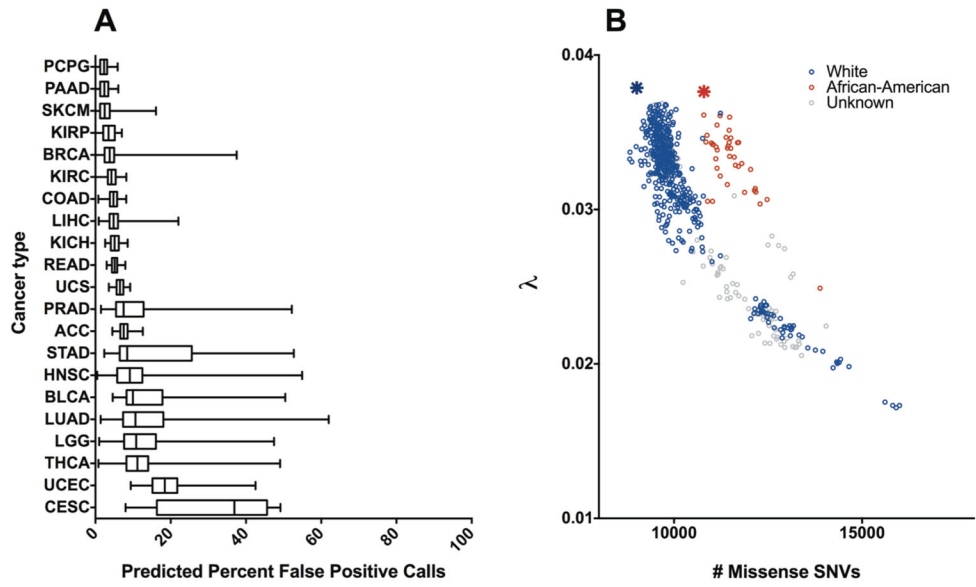 A
PCPG
PAAD
SKCM
KIRP
BRCA
KIRC
COAD
LIHC
KICH
READ
UCS
PRAD
ACC
STAD
HNSC
BLCA
LUAD
LGG
THCA
UCEC
CESC
Cancer type
0 20 40 60 80 100
Predicted Percent False Positive Calls
B
0.04
0.03
0.02
0.01
λ
White
African-American
Unknown
10000 15000
# Missense SNVs